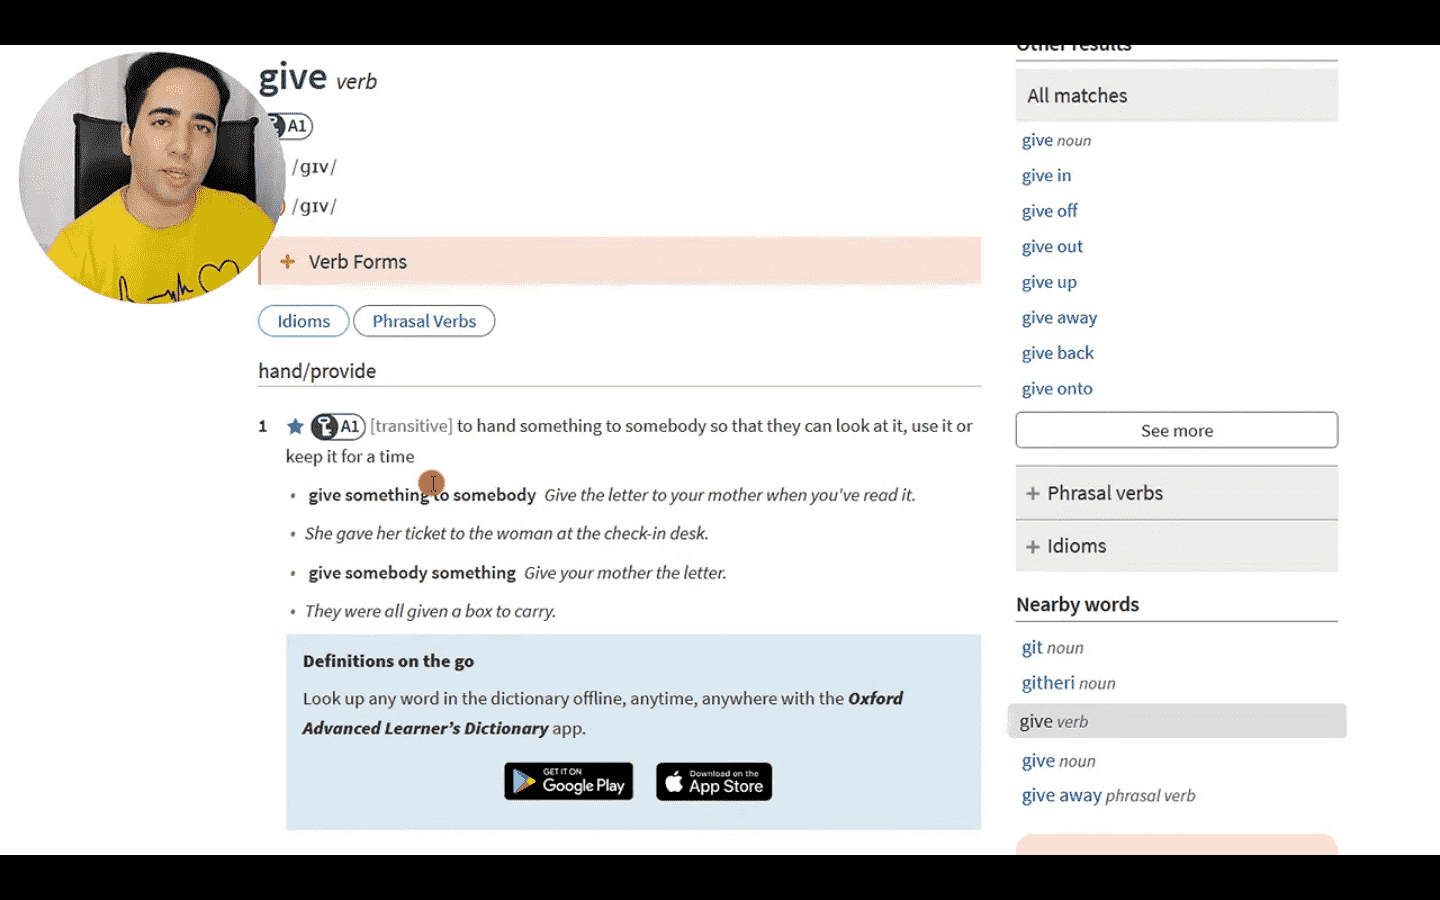 give verb
A1
/ɡɪv/
/ɡɪv/
+ Verb Forms
Idioms
Phrasal Verbs
hand/provide
1 ★ A1 [transitive] to hand something to somebody so that they can look at it, use it or
keep it for a time
• give something to somebody Give the letter to your mother when you've read it.
• She gave her ticket to the woman at the check-in desk.
• give somebody something Give your mother the letter.
• They were all given a box to carry.
Definitions on the go
Look up any word in the dictionary offline, anytime, anywhere with the Oxford
Advanced Learner's Dictionary app.
GET IT ON
Google Play
Download on the
App Store
Other results
All matches
give noun
give in
give off
give out
give up
give away
give back
give onto
See more
+ Phrasal verbs
+ Idioms
Nearby words
git noun
githeri noun
give verb
give noun
give away phrasal verb